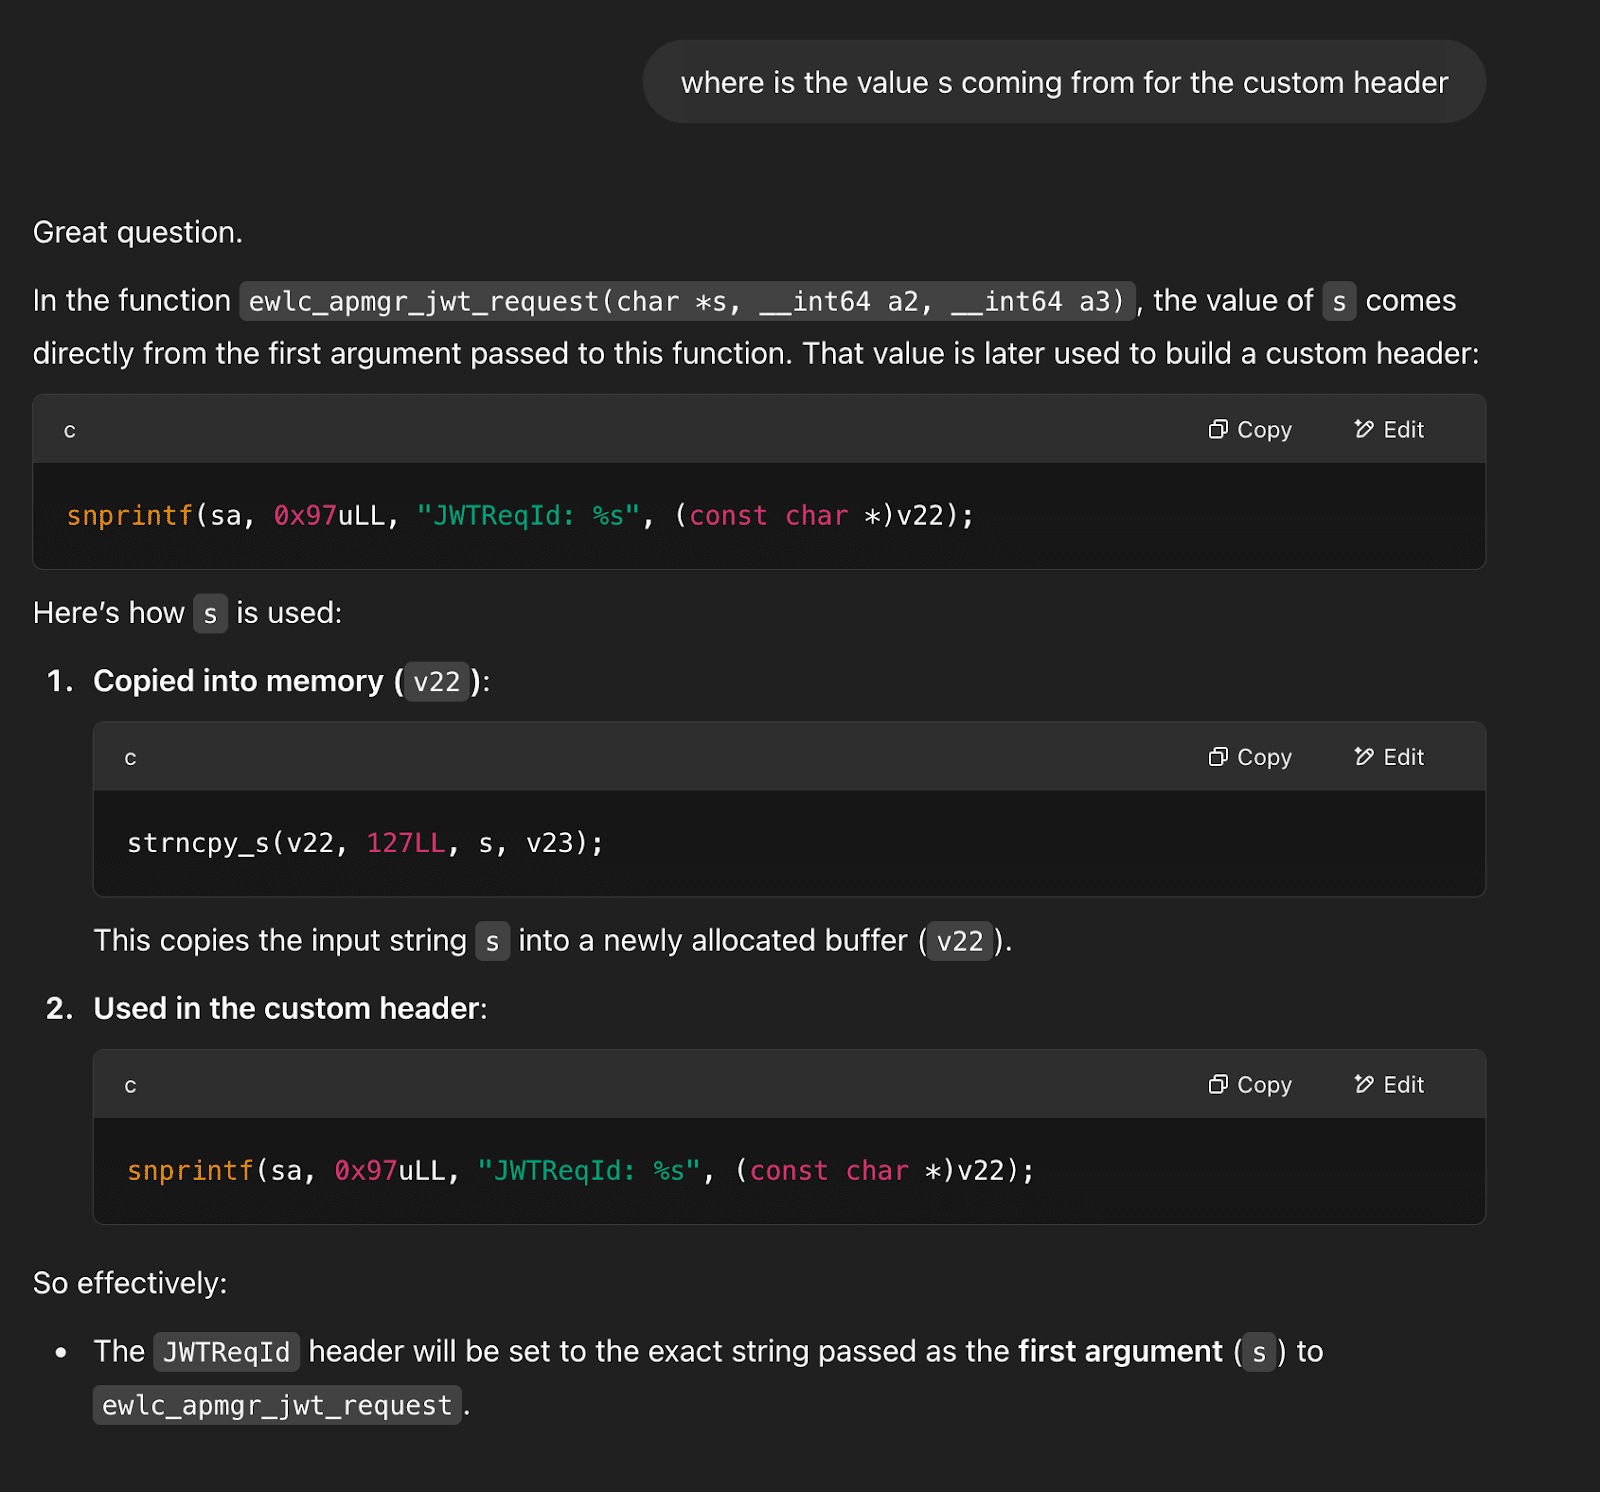 where is the value s coming from for the custom header
Great question.
In the function ewlc_apmgr_jwt_request(char *s, __int64 a2, __int64 a3), the value of s comes
directly from the first argument passed to this function. That value is later used to build a custom header:
c Copy Edit
snprintf(sa, 0x97uLL, "JWTReqId: %s", (const char *)v22);
Here’s how s is used:
1. Copied into memory (v22):
c Copy Edit
strncpy_s(v22, 127LL, s, v23);
This copies the input string s into a newly allocated buffer (v22).
2. Used in the custom header:
c Copy Edit
snprintf(sa, 0x97uLL, "JWTReqId: %s", (const char *)v22);
So effectively:
• The JWTReqId header will be set to the exact string passed as the first argument (s) to
ewlc_apmgr_jwt_request.